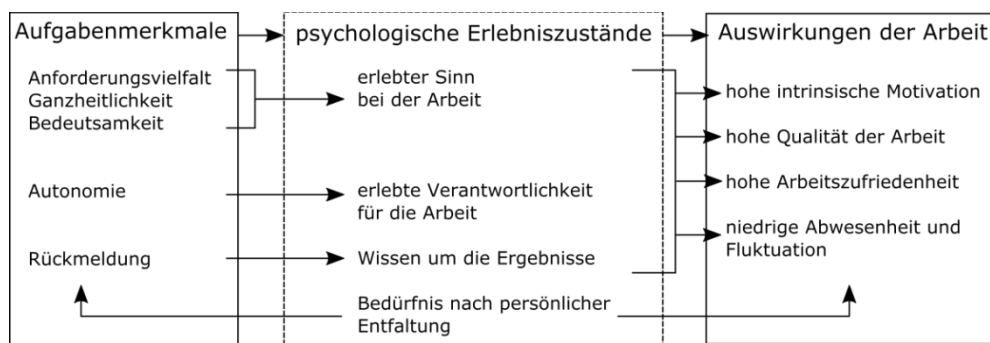 Aufgabenmerkmale
psychologische Erlebniszustände
Auswirkungen der Arbeit
Anforderungsvielfalt
Ganzheitlichkeit
Bedeutsamkeit
erlebter Sinn
bei der Arbeit
hohe intrinsische Motivation
hohe Qualität der Arbeit
Autonomie
erlebte Verantwortlichkeit
für die Arbeit
hohe Arbeitszufriedenheit
niedrige Abwesenheit und
Fluktuation
Rückmeldung
Wissen um die Ergebnisse
Bedürfnis nach persönlicher
Entfaltung